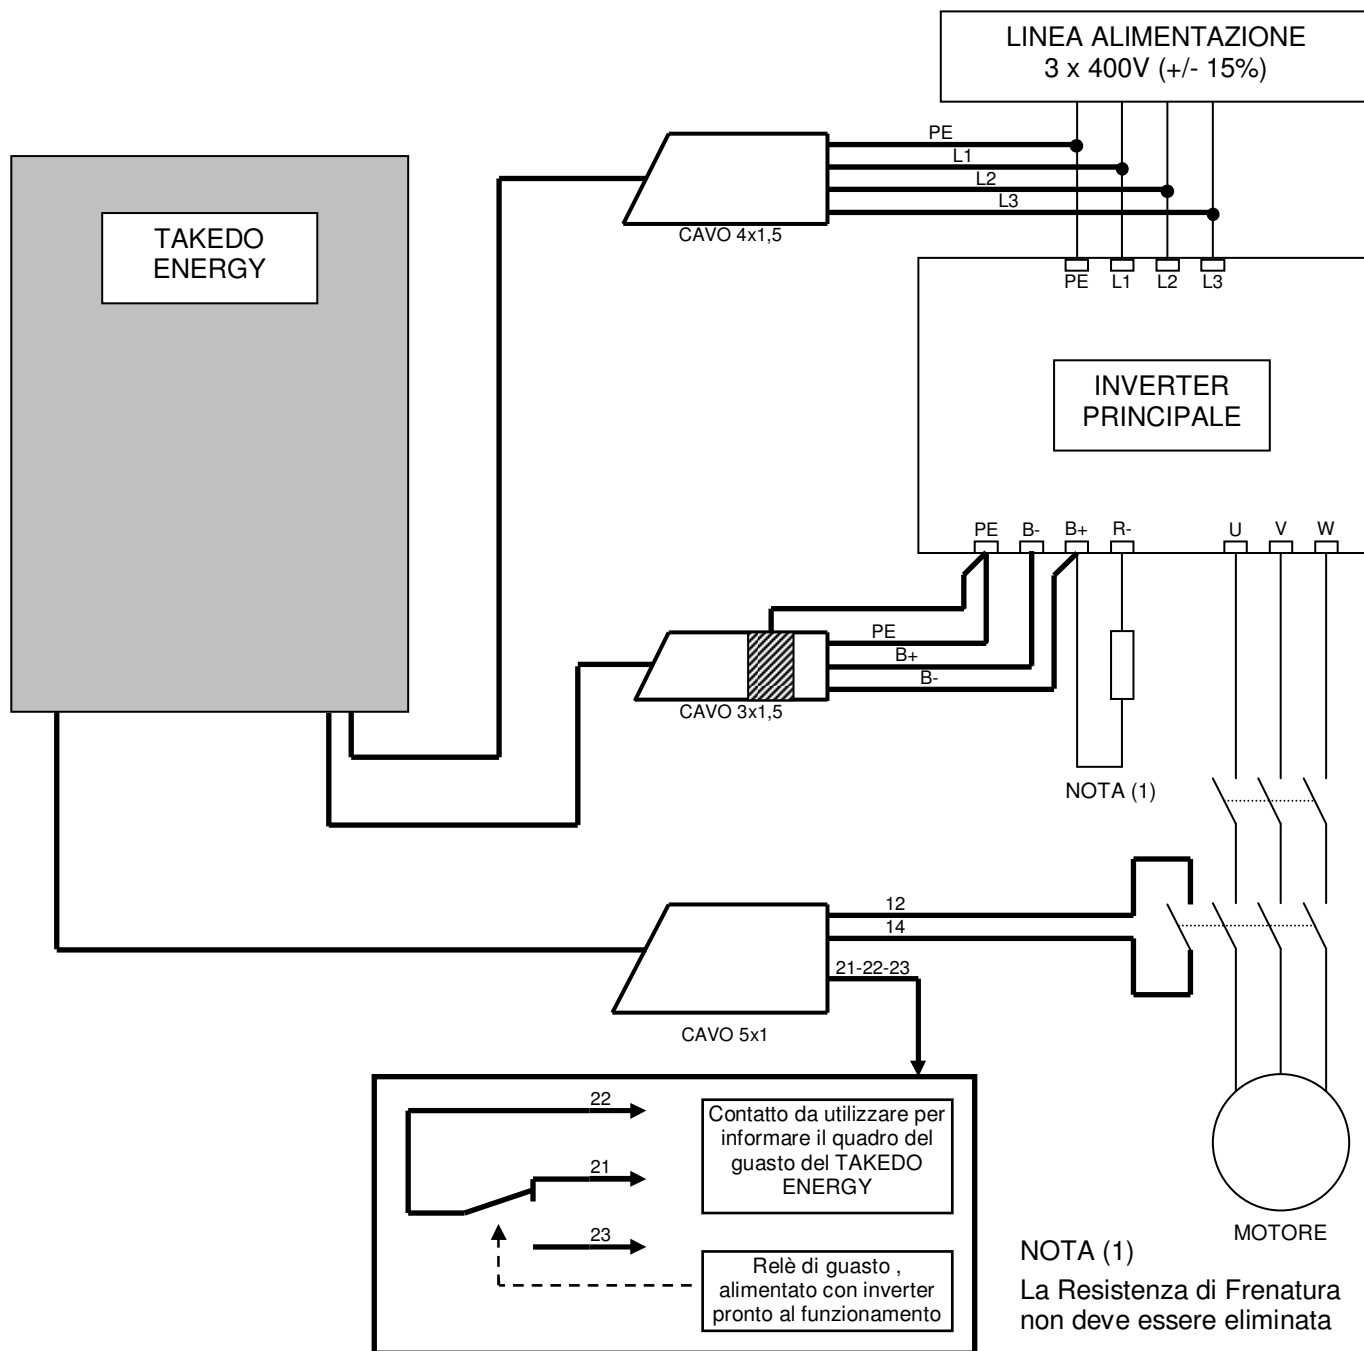 LINEA ALIMENTAZIONE
3 x 400V (+/- 15%)
PE
L1
L2
L3
CAVO 4x1,5
TAKEDO
ENERGY
PE L1 L2 L3
INVERTER
PRINCIPALE
PE B- B+ R- U V W
PE
B+
B-
CAVO 3x1,5
NOTA (1)
12
14
21-22-23
CAVO 5x1
22
21
23
Contatto da utilizzare per
informare il quadro del
guasto del TAKEDO
ENERGY
Relè di guasto ,
alimentato con inverter
pronto al funzionamento
MOTORE
NOTA (1)
La Resistenza di Frenatura
non deve essere eliminata